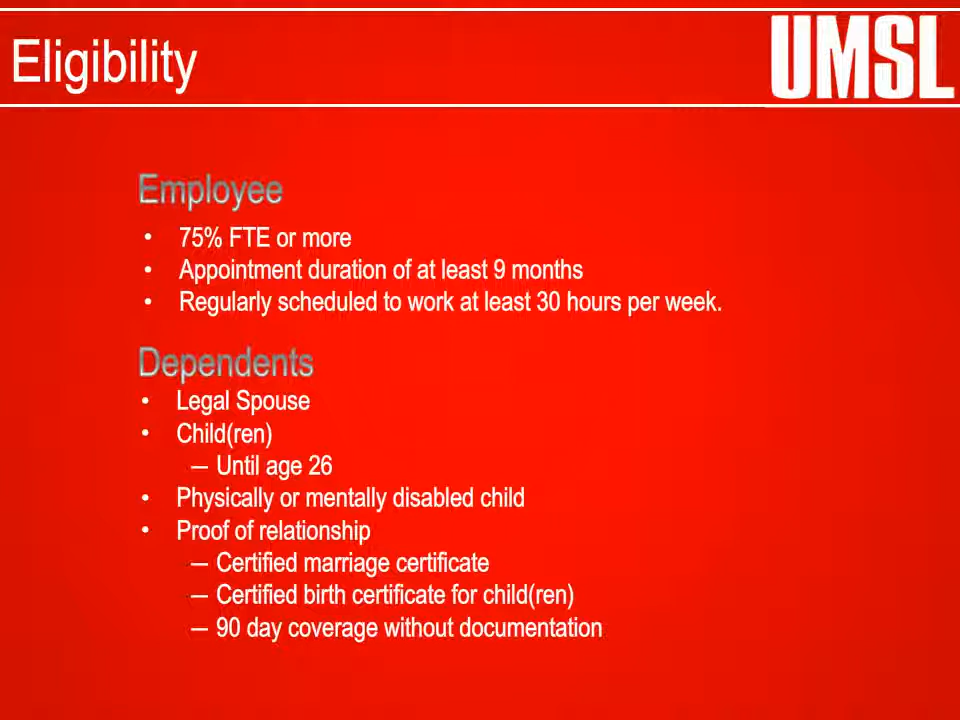 Eligibility
UMSL
Employee
• 75% FTE or more
• Appointment duration of at least 9 months
• Regularly scheduled to work at least 30 hours per week.
Dependents
• Legal Spouse
• Child(ren)
– Until age 26
• Physically or mentally disabled child
• Proof of relationship
– Certified marriage certificate
– Certified birth certificate for child(ren)
– 90 day coverage without documentation